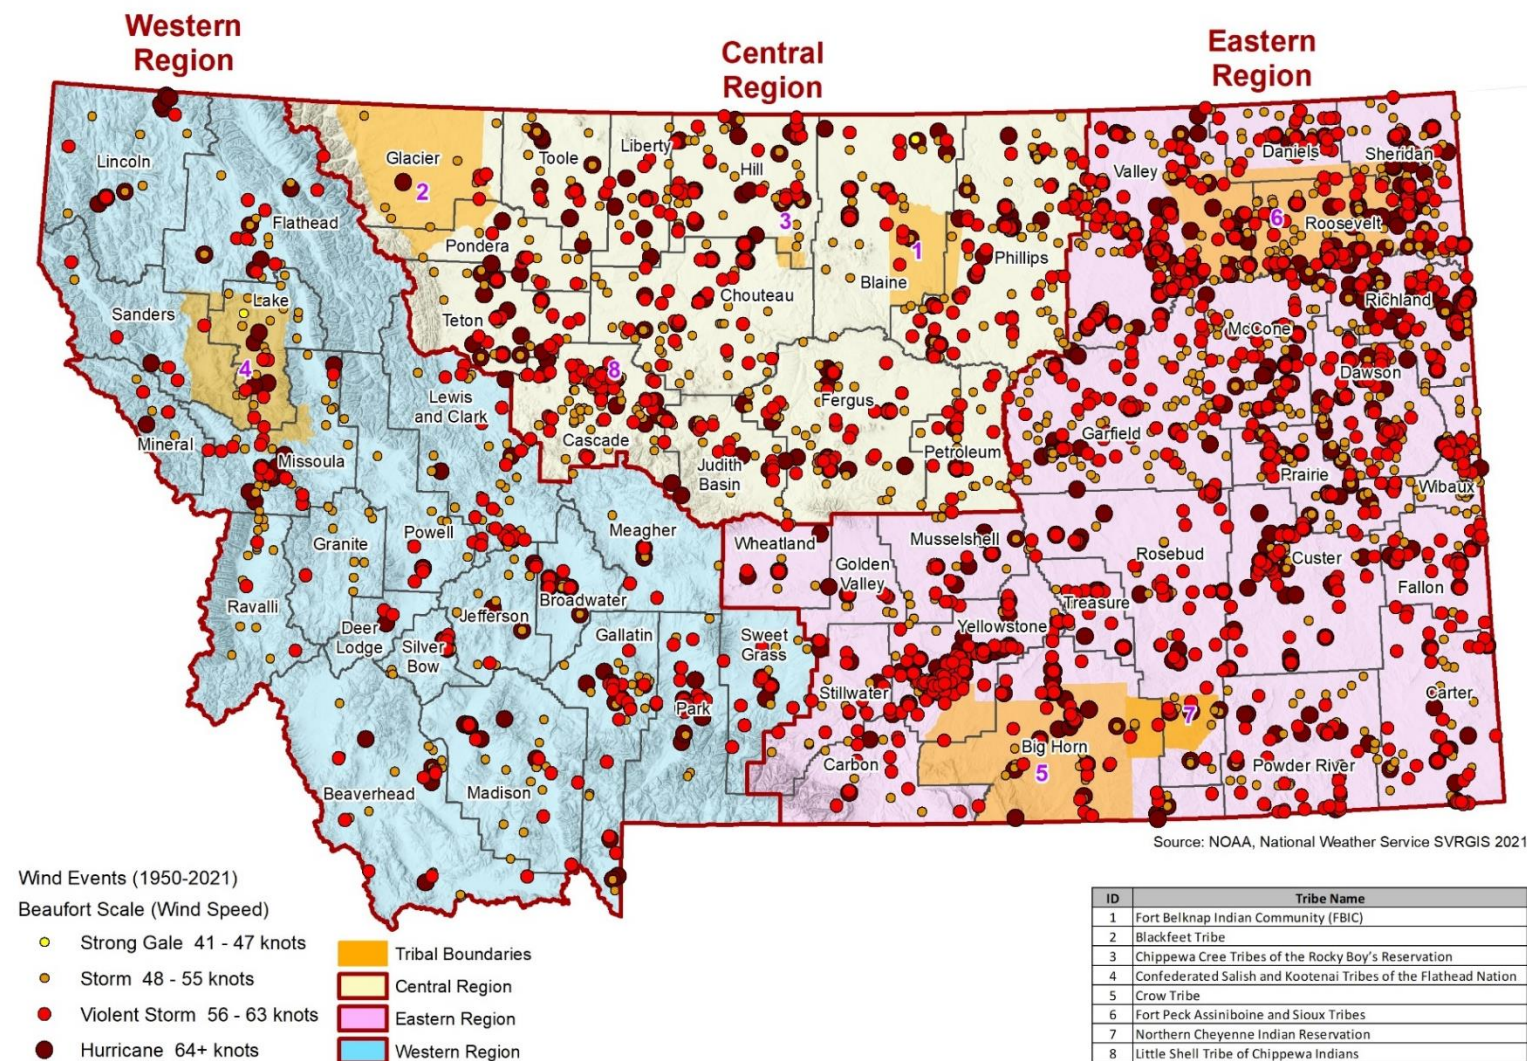 Western
Region
Central
Region
Eastern
Region
Lincoln
Flathead
Glacier
2
Toole
Liberty
Hill
3
Blaine
1
Phillips
Valley
Daniels
Sheridan
Roosevelt
6
Pondera
Teton
Chouteau
Sanders
Lake
4
Mineral
Missoula
Lewis
and Clark
Cascade
8
Judith
Basin
Fergus
Petroleum
Garfield
McCone
Richland
Dawson
Prairie
Wibaux
Granite
Powell
Meagher
Wheatland
Golden
Valley
Musselshell
Rosebud
Custer
Fallon
Ravalli
Deer
Lodge
Silver
Bow
Jefferson
Broadwater
Gallatin
Sweet
Grass
Park
Stillwater
Yellowstone
Treasure
Carter
Beaverhead
Madison
Carbon
Big Horn
5
7
Powder River
Source: NOAA, National Weather Service SVRGIS 2021
Wind Events (1950-2021)
Beaufort Scale (Wind Speed)
Strong Gale 41 - 47 knots
Storm 48 - 55 knots
Violent Storm 56 - 63 knots
Hurricane 64+ knots
Tribal Boundaries
Central Region
Eastern Region
Western Region
ID Tribe Name
1 Fort Belknap Indian Community (FBIC)
2 Blackfeet Tribe
3 Chippewa Cree Tribes of the Rocky Boy's Reservation
4 Confederated Salish and Kootenai Tribes of the Flathead Nation
5 Crow Tribe
6 Fort Peck Assiniboine and Sioux Tribes
7 Northern Cheyenne Indian Reservation
8 Little Shell Tribe of Chippewa Indians